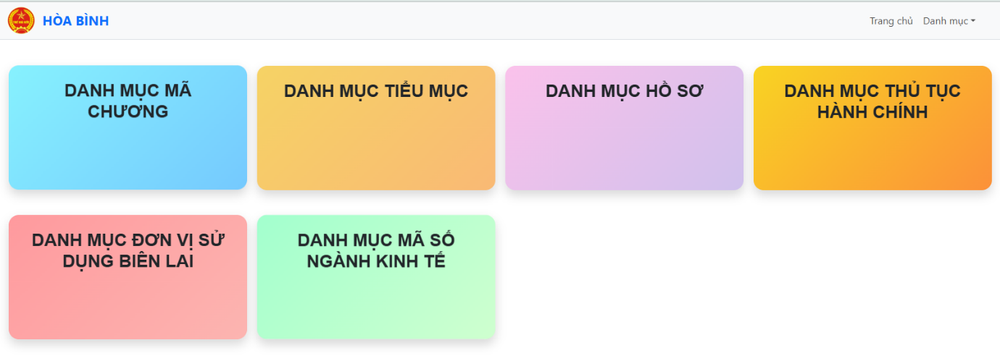 HÒA BÌNH
Trang chủ
Danh mục
DANH MỤC MÃ
CHƯƠNG
DANH MỤC TIỂU MỤC
DANH MỤC HỒ SƠ
DANH MỤC THỦ TỤC
HÀNH CHÍNH
DANH MỤC ĐƠN VỊ SỬ
DỤNG BIÊN LAI
DANH MỤC MÃ SỐ
NGÀNH KINH TẾ